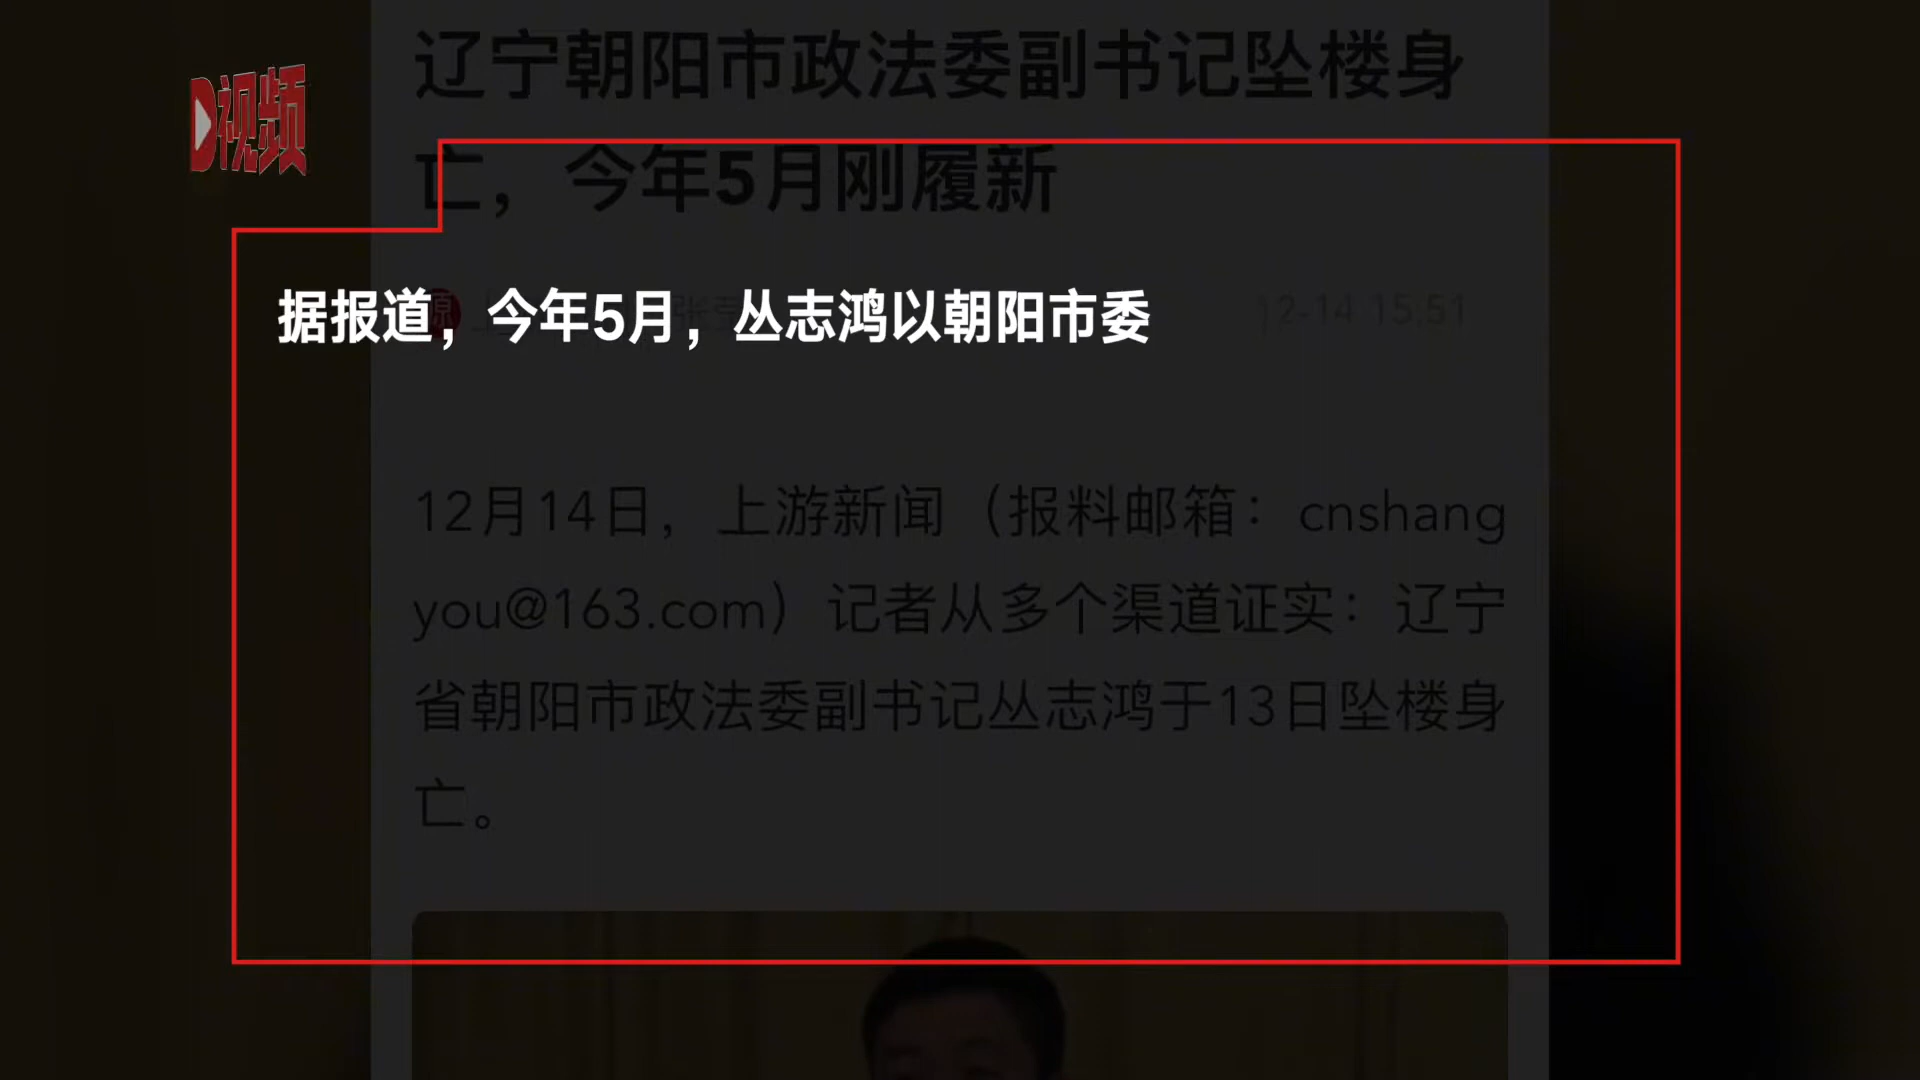 辽宁朝阳市政法委副书记坠楼身
D视频
亡，今年5月刚履新
据报道，今年5月，丛志鸿以朝阳市委
12-14 15:51
12月14日，上游新闻（报料邮箱：cnshang
you@163.com）记者从多个渠道证实：辽宁
省朝阳市政法委副书记丛志鸿于13日坠楼身
亡。